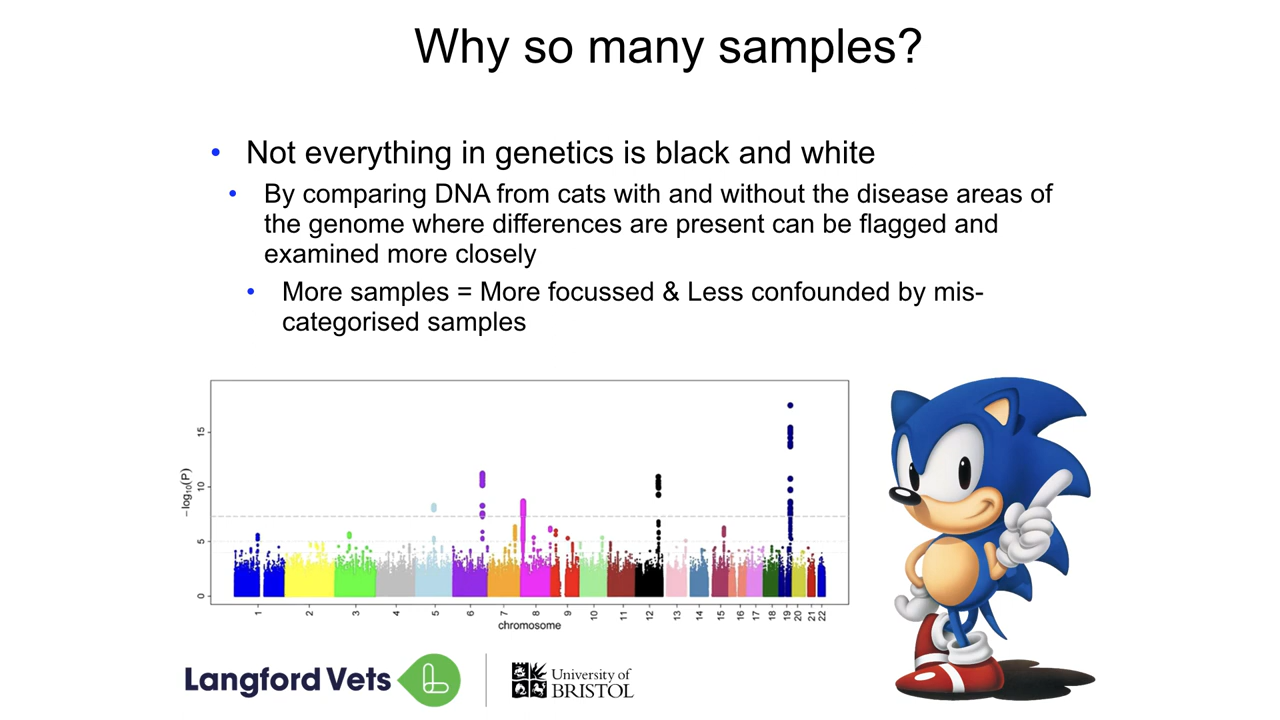 Why so many samples?
• Not everything in genetics is black and white
• By comparing DNA from cats with and without the disease areas of
the genome where differences are present can be flagged and
examined more closely
• More samples = More focussed & Less confounded by mis-
categorised samples
−log₁₀(P)
15
10
5
0
1 2 3 4 5 6 7 8 9 10 11 12 13 14 15 16 17 18 19 20 21 22
chromosome
Langford Vets
University of
BRISTOL